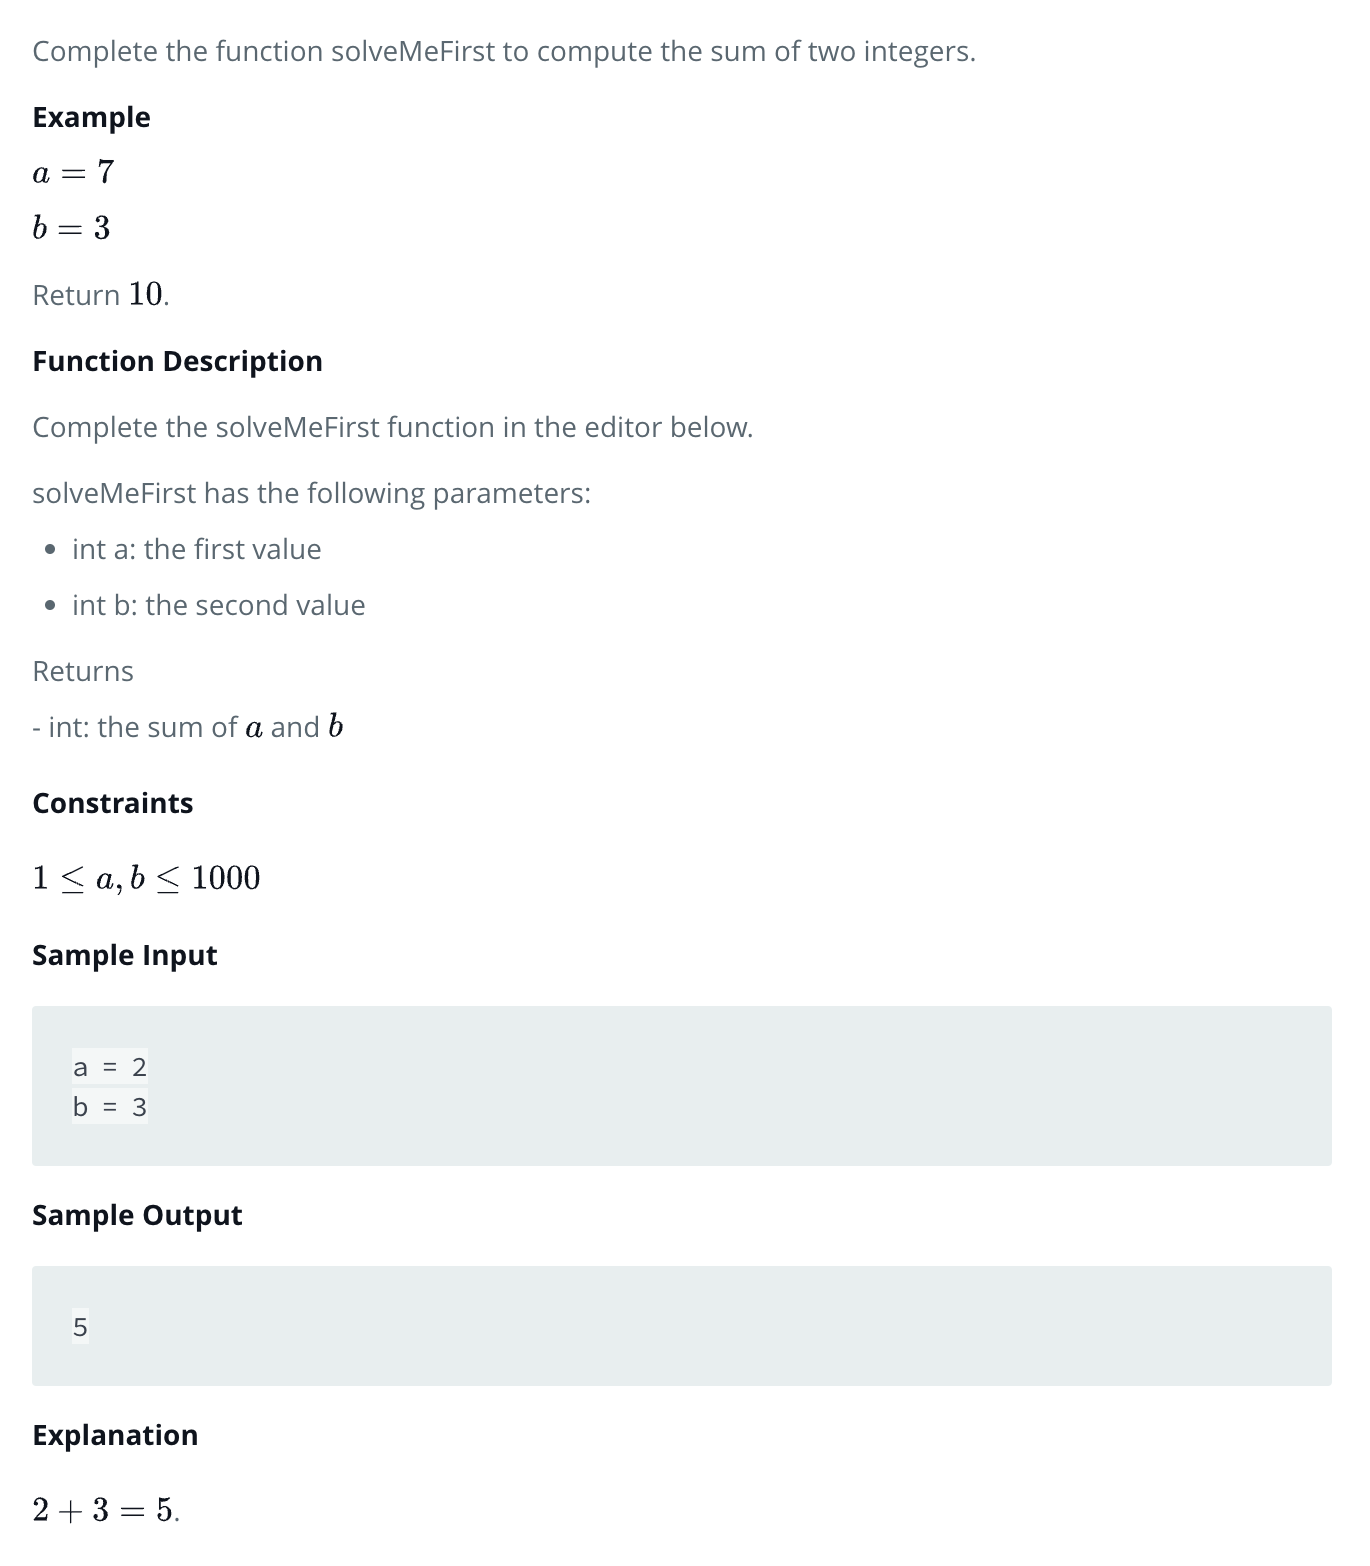 Complete the function solveMeFirst to compute the sum of two integers.
Example
a = 7
b = 3
Return 10.
Function Description
Complete the solveMeFirst function in the editor below.
solveMeFirst has the following parameters:
• int a: the first value
• int b: the second value
Returns
- int: the sum of a and b
Constraints
1 ≤ a, b ≤ 1000
Sample Input
a = 2
b = 3
Sample Output
5
Explanation
2 + 3 = 5.